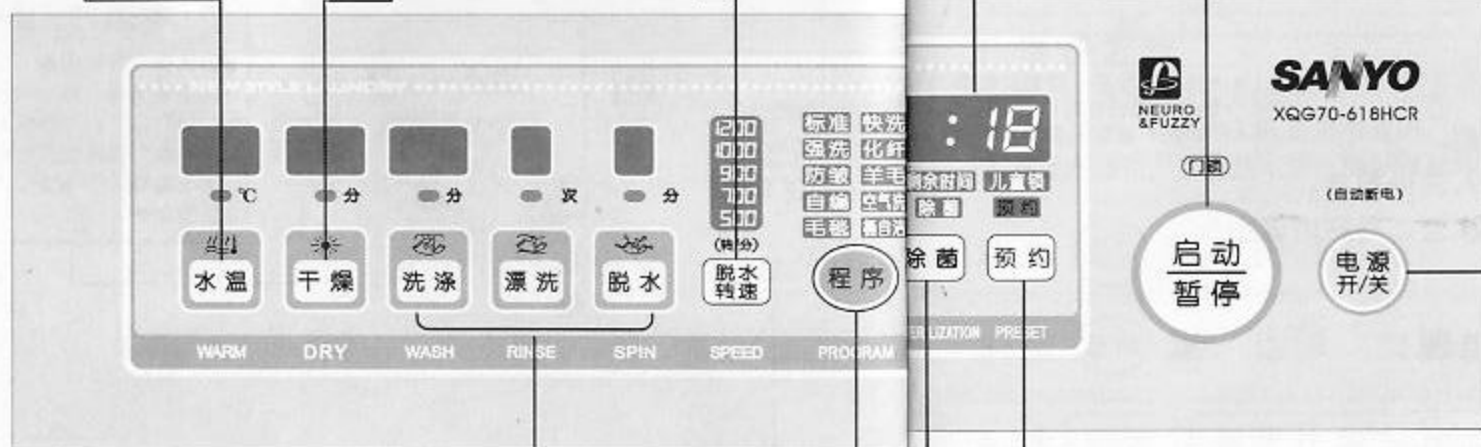 NEW STYLE LAUNDRY
SANYO
XQG70-618HCR
NEURO
&FUZZY
1200
1000
900
700
500
标准 快洗
强洗 化纤
防皱 羊毛
自编
毛毯
:18
剩余时间 儿童锁
除菌 预约
门锁
(自动断电)
℃ 分 分 次 分
(转/分)
水温
干燥
洗涤
漂洗
脱水
脱水
转速
程序
除菌
预约
启动
暂停
电源
开/关
WARM DRY WASH RINSE SPIN SPEED PROGRAM
PRESET